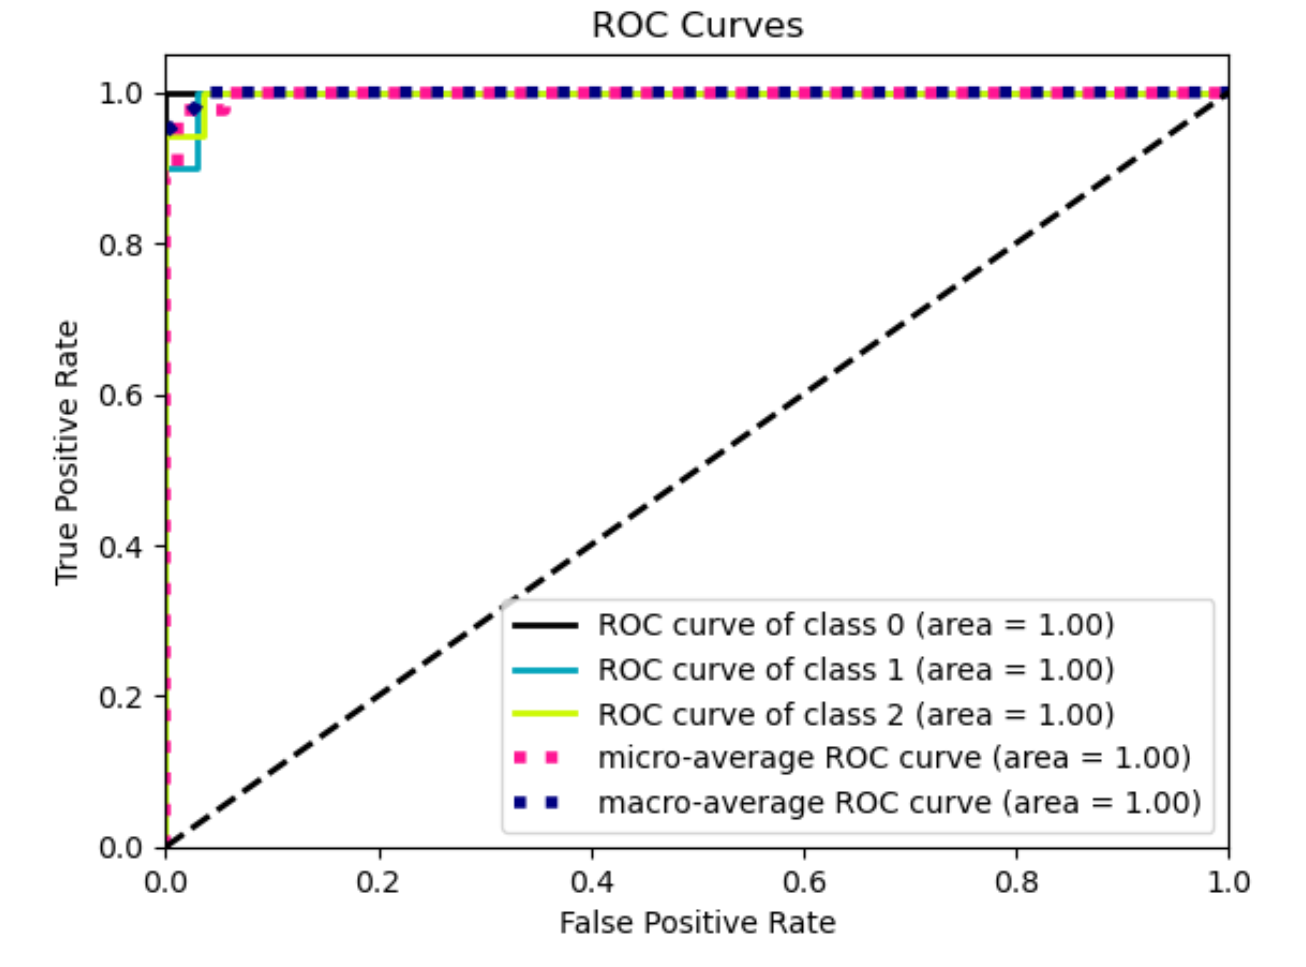 ROC Curves
1.0
0.8
0.6
0.4
0.2
0.0
True Positive Rate
ROC curve of class 0 (area = 1.00)
ROC curve of class 1 (area = 1.00)
ROC curve of class 2 (area = 1.00)
micro-average ROC curve (area = 1.00)
macro-average ROC curve (area = 1.00)
0.0 0.2 0.4 0.6 0.8 1.0
False Positive Rate